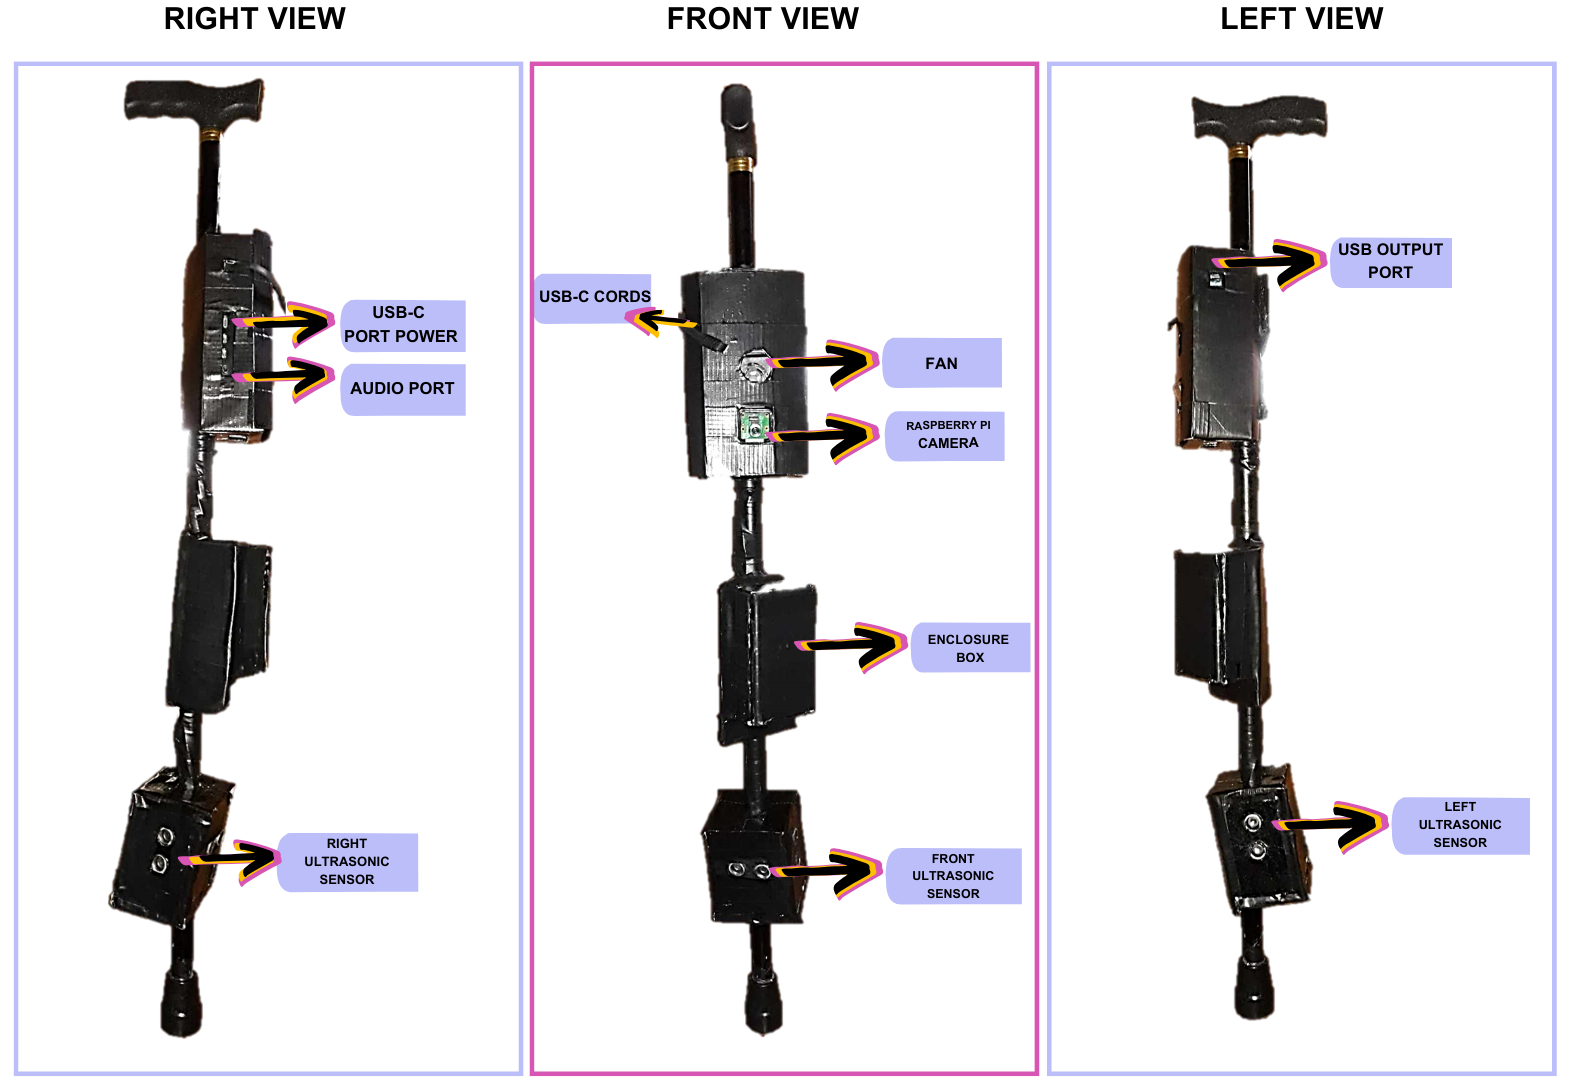 RIGHT VIEW
USB-C
PORT POWER
AUDIO PORT
RIGHT
ULTRASONIC
SENSOR
FRONT VIEW
USB-C CORDS
FAN
RASPBERRY PI
CAMERA
ENCLOSURE
BOX
FRONT
ULTRASONIC
SENSOR
LEFT VIEW
USB OUTPUT
PORT
LEFT
ULTRASONIC
SENSOR